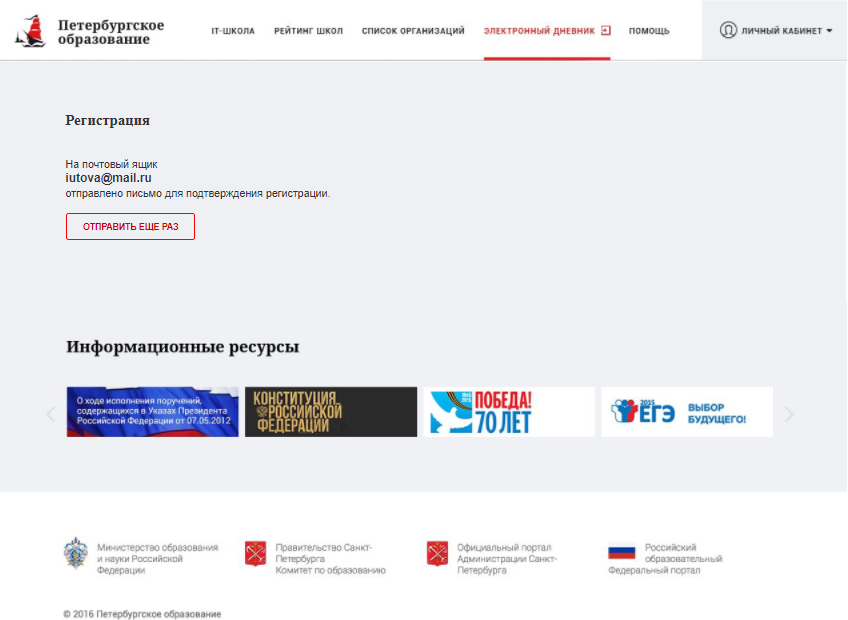 Петербургское
образование
IT-ШКОЛА РЕЙТИНГ ШКОЛ СПИСОК ОРГАНИЗАЦИЙ ЭЛЕКТРОННЫЙ ДНЕВНИК ПОМОЩЬ ЛИЧНЫЙ КАБИНЕТ
Регистрация
На почтовый ящик
iutova@mail.ru
отправлено письмо для подтверждения регистрации.
ОТПРАВИТЬ ЕЩЕ РАЗ
Информационные ресурсы
О ходе исполнения поручений,
содержащихся в Указах Президента
Российской Федерации от 07.05.2012
КОНСТИТУЦИЯ
РОССИЙСКОЙ
ФЕДЕРАЦИИ
ПОБЕДА!
70 ЛЕТ
2015
ЕГЭ
ВЫБОР
БУДУЩЕГО!
Министерство образования
и науки Российской
Федерации
Правительство Санкт-
Петербурга
Комитет по образованию
Официальный портал
Администрации Санкт-
Петербурга
Российский
образовательный
Федеральный портал
© 2016 Петербургское образование